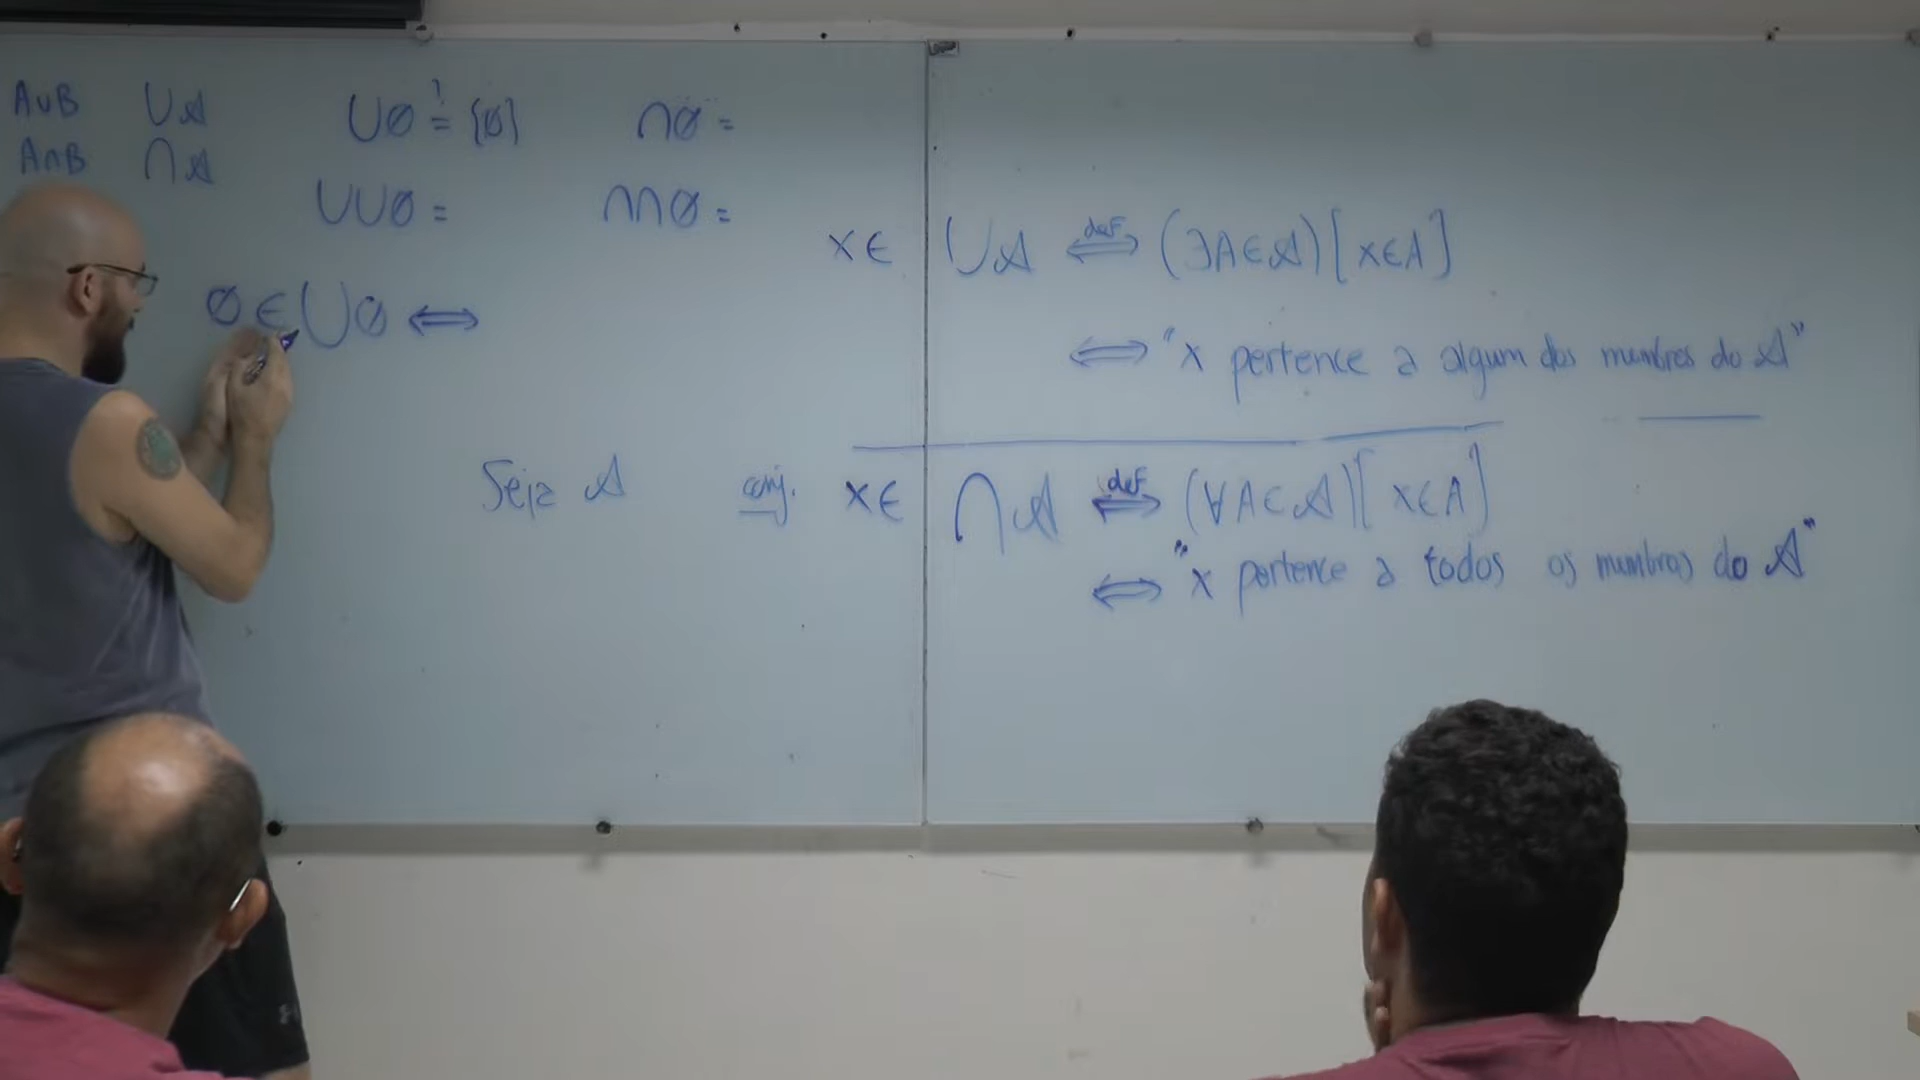 A∪B ⋃𝒜
A∩B ⋂𝒜
⋃∅ ?= {∅} ⋂∅ =
⋃⋃∅ = ⋂⋂∅ =
∅ ∈ ⋃∅ ⟺
x ∈ ⋃𝒜 ⟺def (∃A∈𝒜)[x∈A]
⟺ "x pertence a algum dos membros do 𝒜"
Seja 𝒜 conj. x ∈ ⋂𝒜 ⟺def (∀A∈𝒜)[x∈A]
⟺ "x pertence a todos os membros do 𝒜"